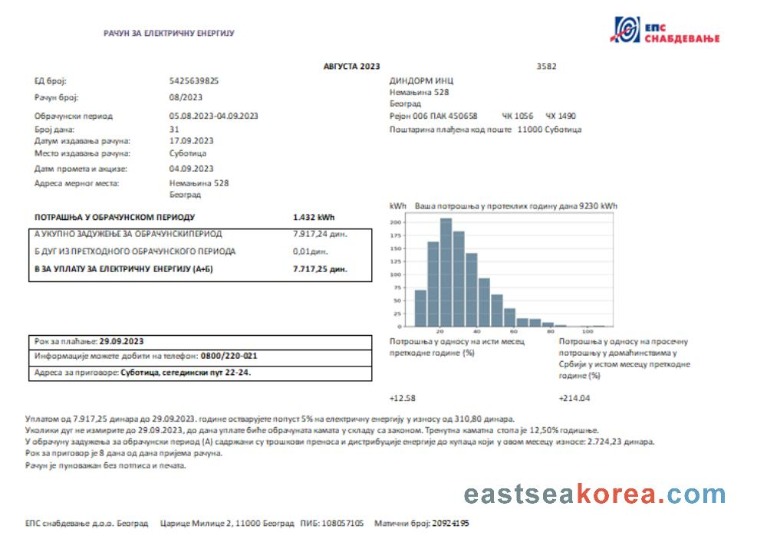 РАЧУН ЗА ЕЛЕКТРИЧНУ ЕНЕРГИЈУ
ЕПС
СНАБДЕВАЊЕ
АВГУСТА 2023
3582
ЕД број: 5425639825
Рачун број: 08/2023
Обрачунски период 05.08.2023-04.09.2023
Број дана: 31
Датум издавања рачуна: 17.09.2023
Место издавања рачуна: Суботица
Датм промета и акцизе: 04.09.2023
Адреса мерног места: Немањина 528
Београд
ДИНДОРМ ИНЦ
Немањина 528
Београд
Рејон 006 ПАК 450658 ЧК 1056 ЧХ 1490
Поштарина плаћена код поште 11000 Суботица
ПОТРАШЊА У ОБРАЧУНСКОМ ПЕРИОДУ 1.432 kWh
А УКУПНО ЗАДУЖЕЊЕ ЗА ОБРАЧУНСКИПЕРИОД 7.917,24 дин.
Б ДУГ ИЗ ПРЕТХОДНОГ ОБРАЧУНСКОГ ПЕРИОДА 0,01дин.
В ЗА УПЛАТУ ЗА ЕЛЕКТРИЧНУ ЕНЕРГИЈУ (А+Б) 7.717,25 дин.
kWh Ваша потрошња у протеклих годину дана 9230 kWh
200
175
150
125
100
75
50
25
0
20 40 60 80 100
Рок за плаћање: 29.09.2023
Информације можете добити на телефон: 0800/220-021
Адреса за приговоре: Суботица, сегедински пут 22-24.
Потрошња у односу на исти месец
претходне године (%)
+12.58
Потрошња у односу на просечну
потрошњу у домаћинствима у
Србији у истом месецу претходне
године (%)
+214.04
Уплатом од 7.917,25 динара до 29.09.2023. године остварујете попуст 5% на електричну енергију у износу од 310,80 динара.
Уколики дуг не измирите до 29.09.2023, до дана уплате биће обрачуната камата у складу са законом. Тренутна каматна стопа је 12,50% годишње.
У обрачуну задужења за обрачунски период (А) садржани су трошкови преноса и дистрибуције енергије до купаца који у овом месецу износе: 2.724,23 динара.
Рок за приговор је 8 дана од дана пријема рачуна.
Рачун је пуноважан без потписа и печата.
eastseakorea.com
ЕПС снабдевање д.о.о. Београд Царице Милице 2, 11000 Београд ПИБ: 108057105 Матични број: 20924195